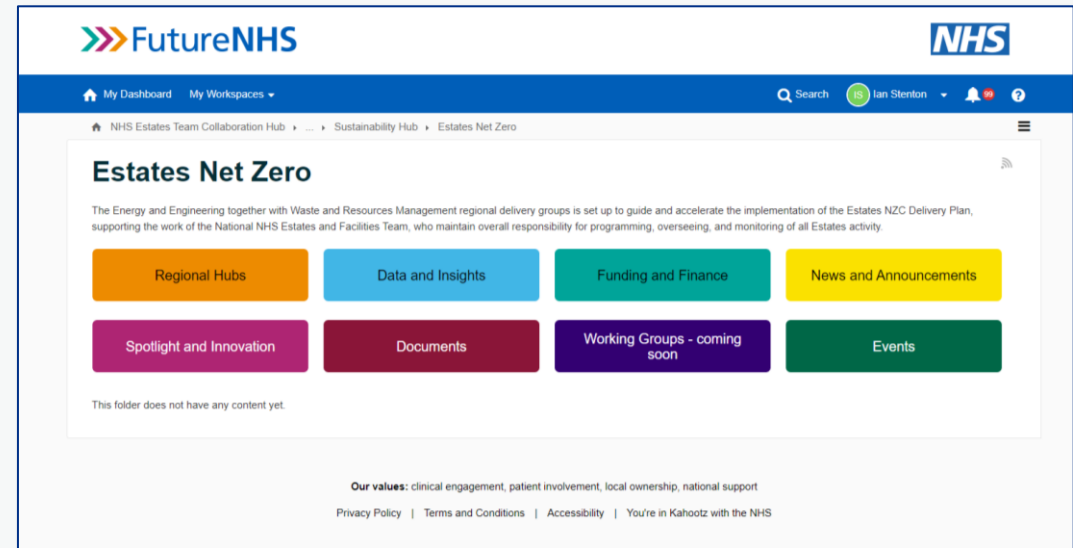 FutureNHS
NHS
My Dashboard My Workspaces
Search IS Ian Stenton 99 ?
NHS Estates Team Collaboration Hub ... Sustainability Hub Estates Net Zero
Estates Net Zero
The Energy and Engineering together with Waste and Resources Management regional delivery groups is set up to guide and accelerate the implementation of the Estates NZC Delivery Plan,
supporting the work of the National NHS Estates and Facilities Team, who maintain overall responsibility for programming, overseeing, and monitoring of all Estates activity.
Regional Hubs
Data and Insights
Funding and Finance
News and Announcements
Spotlight and Innovation
Documents
Working Groups - coming
soon
Events
This folder does not have any content yet.
Our values: clinical engagement, patient involvement, local ownership, national support
Privacy Policy | Terms and Conditions | Accessibility | You're in Kahootz with the NHS